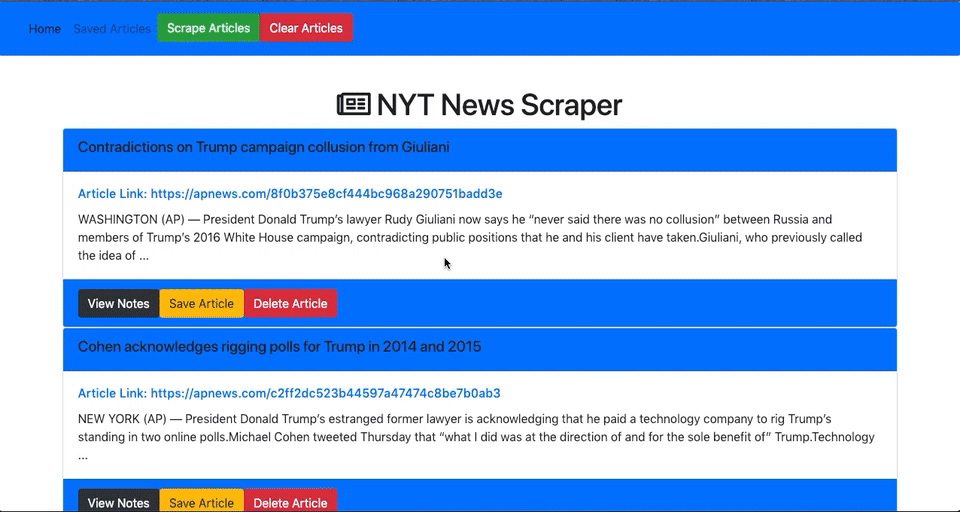 Home Saved Articles Scrape Articles Clear Articles
NYT News Scraper
Contradictions on Trump campaign collusion from Giuliani
Article Link: https://apnews.com/8f0b375e8cf444bc968a290751badd3e
WASHINGTON (AP) — President Donald Trump’s lawyer Rudy Giuliani now says he “never said there was no collusion” between Russia and
members of Trump’s 2016 White House campaign, contradicting public positions that he and his client have taken.Giuliani, who previously called
the idea of ...
View Notes Save Article Delete Article
Cohen acknowledges rigging polls for Trump in 2014 and 2015
Article Link: https://apnews.com/c2ff2dc523b44597a47474c8be7b0ab3
NEW YORK (AP) — President Donald Trump’s estranged former lawyer is acknowledging that he paid a technology company to rig Trump’s
standing in two online polls.Michael Cohen tweeted Thursday that “what I did was at the direction of and for the sole benefit of” Trump.Technology
...
View Notes Save Article Delete Article